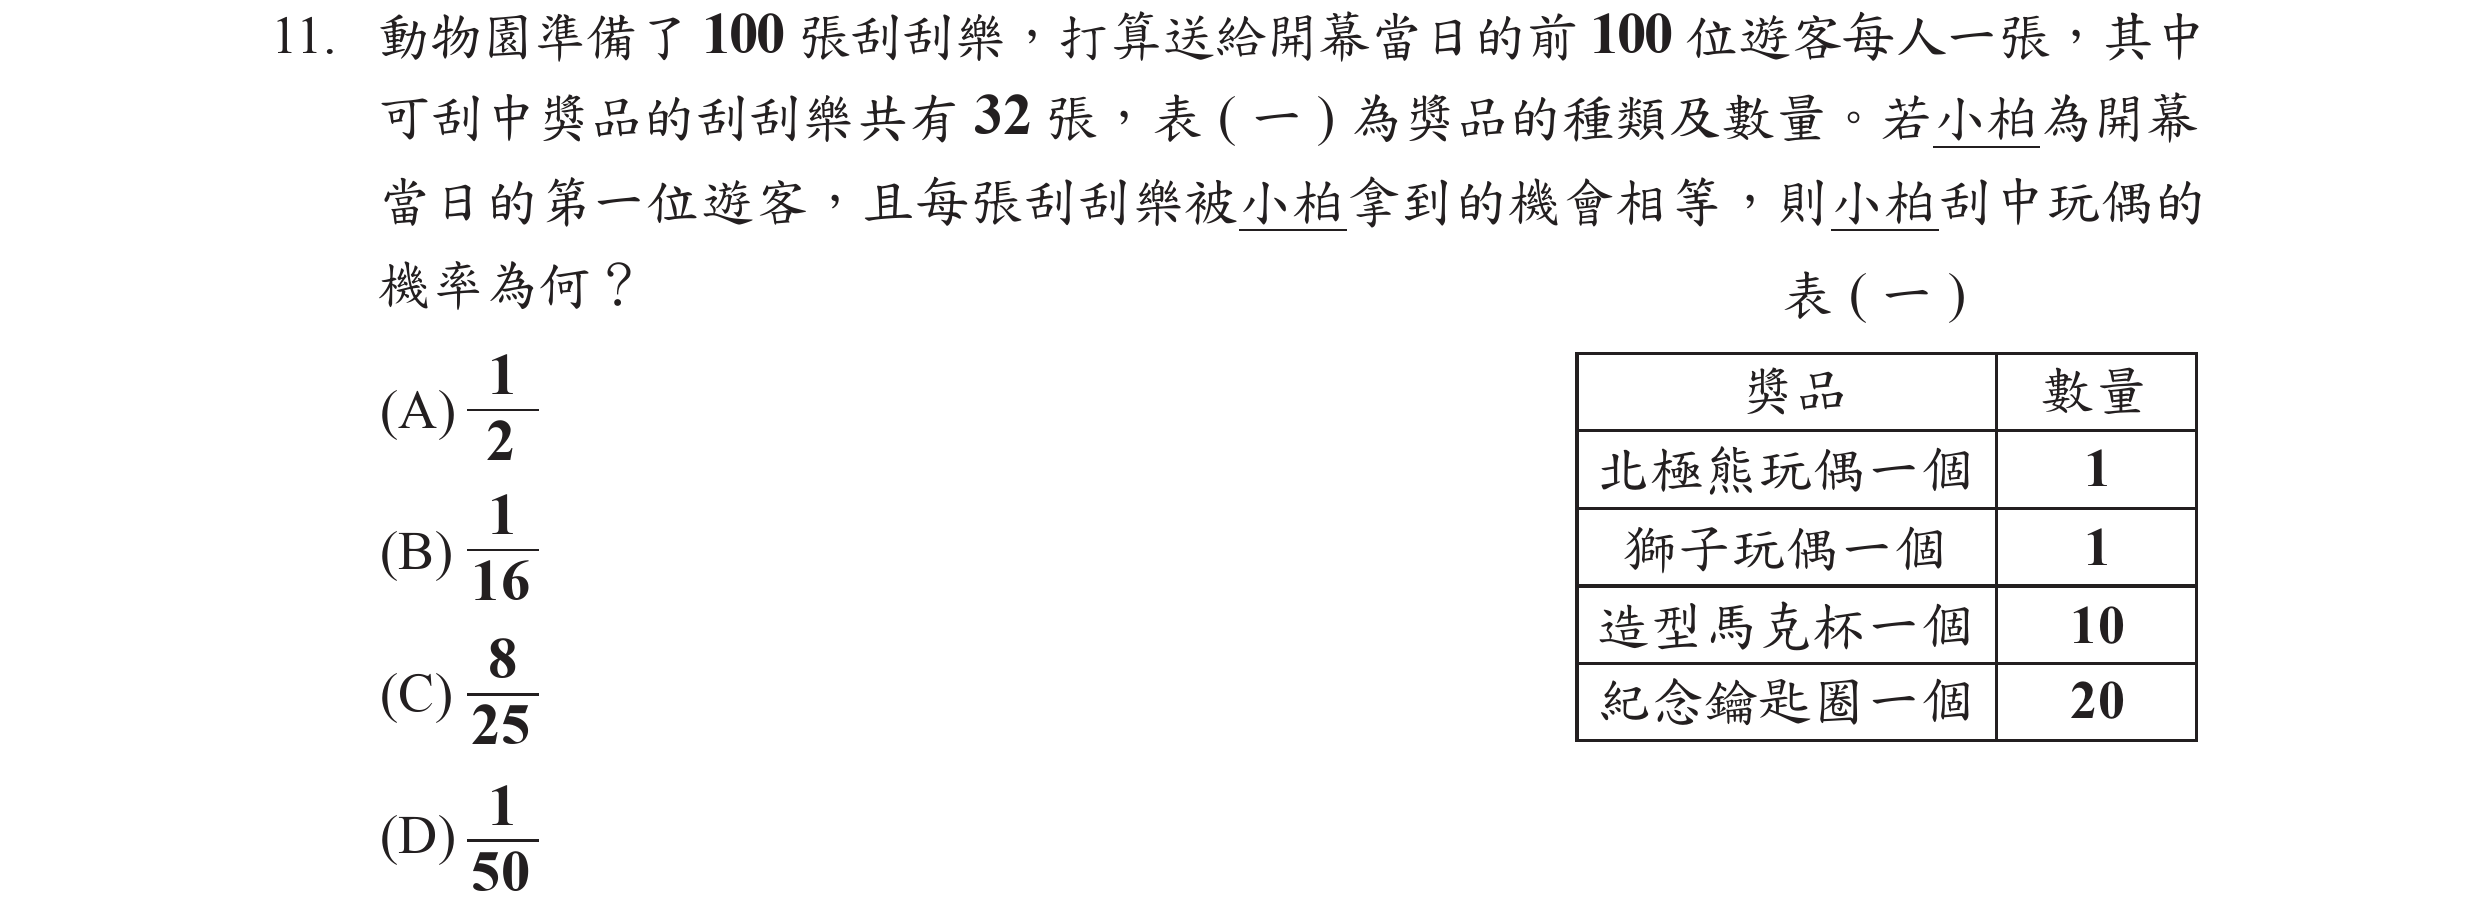 11. 動物園準備了 100 張刮刮樂，打算送給開幕當日的前 100 位遊客每人一張，其中
可刮中獎品的刮刮樂共有 32 張，表(一)為獎品的種類及數量。若小柏為開幕
當日的第一位遊客，且每張刮刮樂被小柏拿到的機會相等，則小柏刮中玩偶的
機率為何？
(A) 1/2
(B) 1/16
(C) 8/25
(D) 1/50
表(一)
獎品 數量
北極熊玩偶一個 1
獅子玩偶一個 1
造型馬克杯一個 10
紀念鑰匙圈一個 20